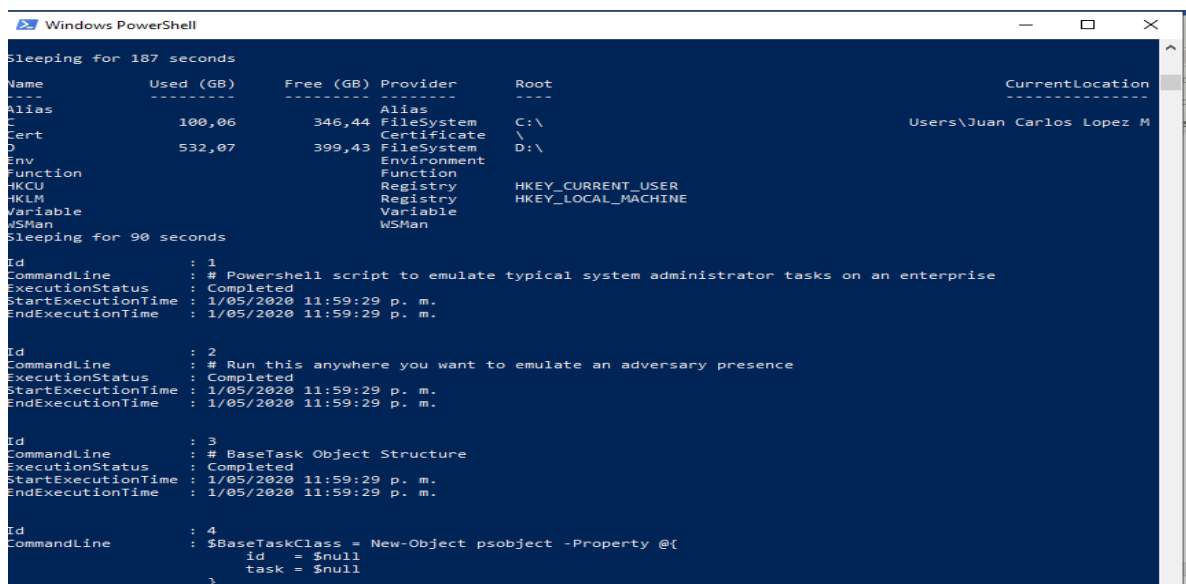 Windows PowerShell
Sleeping for 187 seconds
Name Used (GB) Free (GB) Provider Root CurrentLocation
---- --------- --------- -------- ---- ---------------
Alias Alias
C 100,06 346,44 FileSystem C:\ Users\Juan Carlos Lopez M
Cert Certificate \
D 532,07 399,43 FileSystem D:\
Env Environment
Function Function
HKCU Registry HKEY_CURRENT_USER
HKLM Registry HKEY_LOCAL_MACHINE
Variable Variable
WSMan WSMan
Sleeping for 90 seconds
Id : 1
CommandLine : # Powershell script to emulate typical system administrator tasks on an enterprise
ExecutionStatus : Completed
StartExecutionTime : 1/05/2020 11:59:29 p. m.
EndExecutionTime : 1/05/2020 11:59:29 p. m.
Id : 2
CommandLine : # Run this anywhere you want to emulate an adversary presence
ExecutionStatus : Completed
StartExecutionTime : 1/05/2020 11:59:29 p. m.
EndExecutionTime : 1/05/2020 11:59:29 p. m.
Id : 3
CommandLine : # BaseTask Object Structure
ExecutionStatus : Completed
StartExecutionTime : 1/05/2020 11:59:29 p. m.
EndExecutionTime : 1/05/2020 11:59:29 p. m.
Id : 4
CommandLine : $BaseTaskClass = New-Object psobject -Property @{
id = $null
task = $null
}